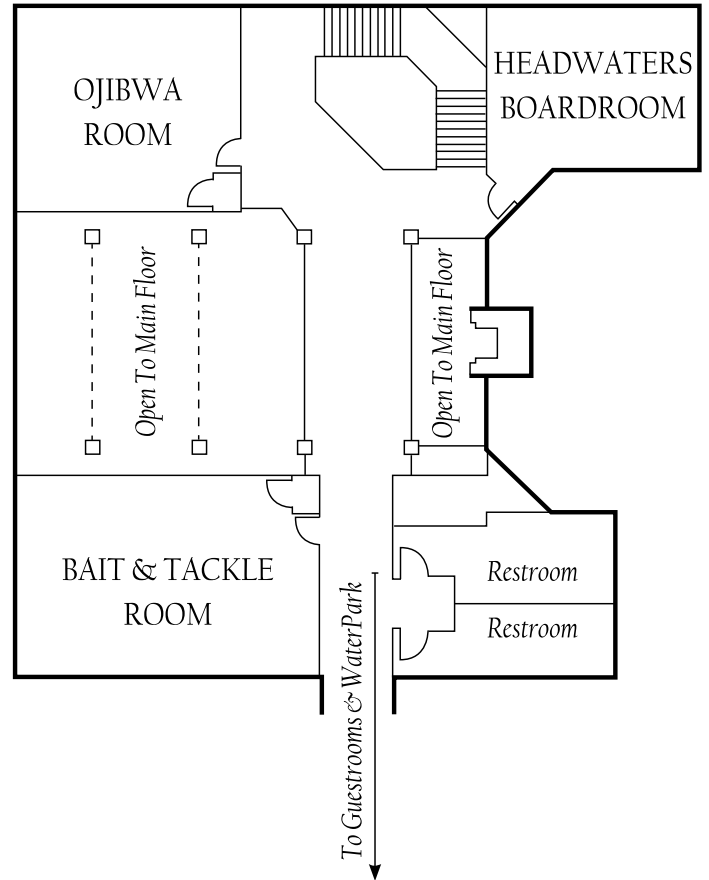 OJIBWA
ROOM
HEADWATERS
BOARDROOM
Open To Main Floor
Open To Main Floor
BAIT & TACKLE
ROOM
Restroom
Restroom
To Guestrooms & WaterPark